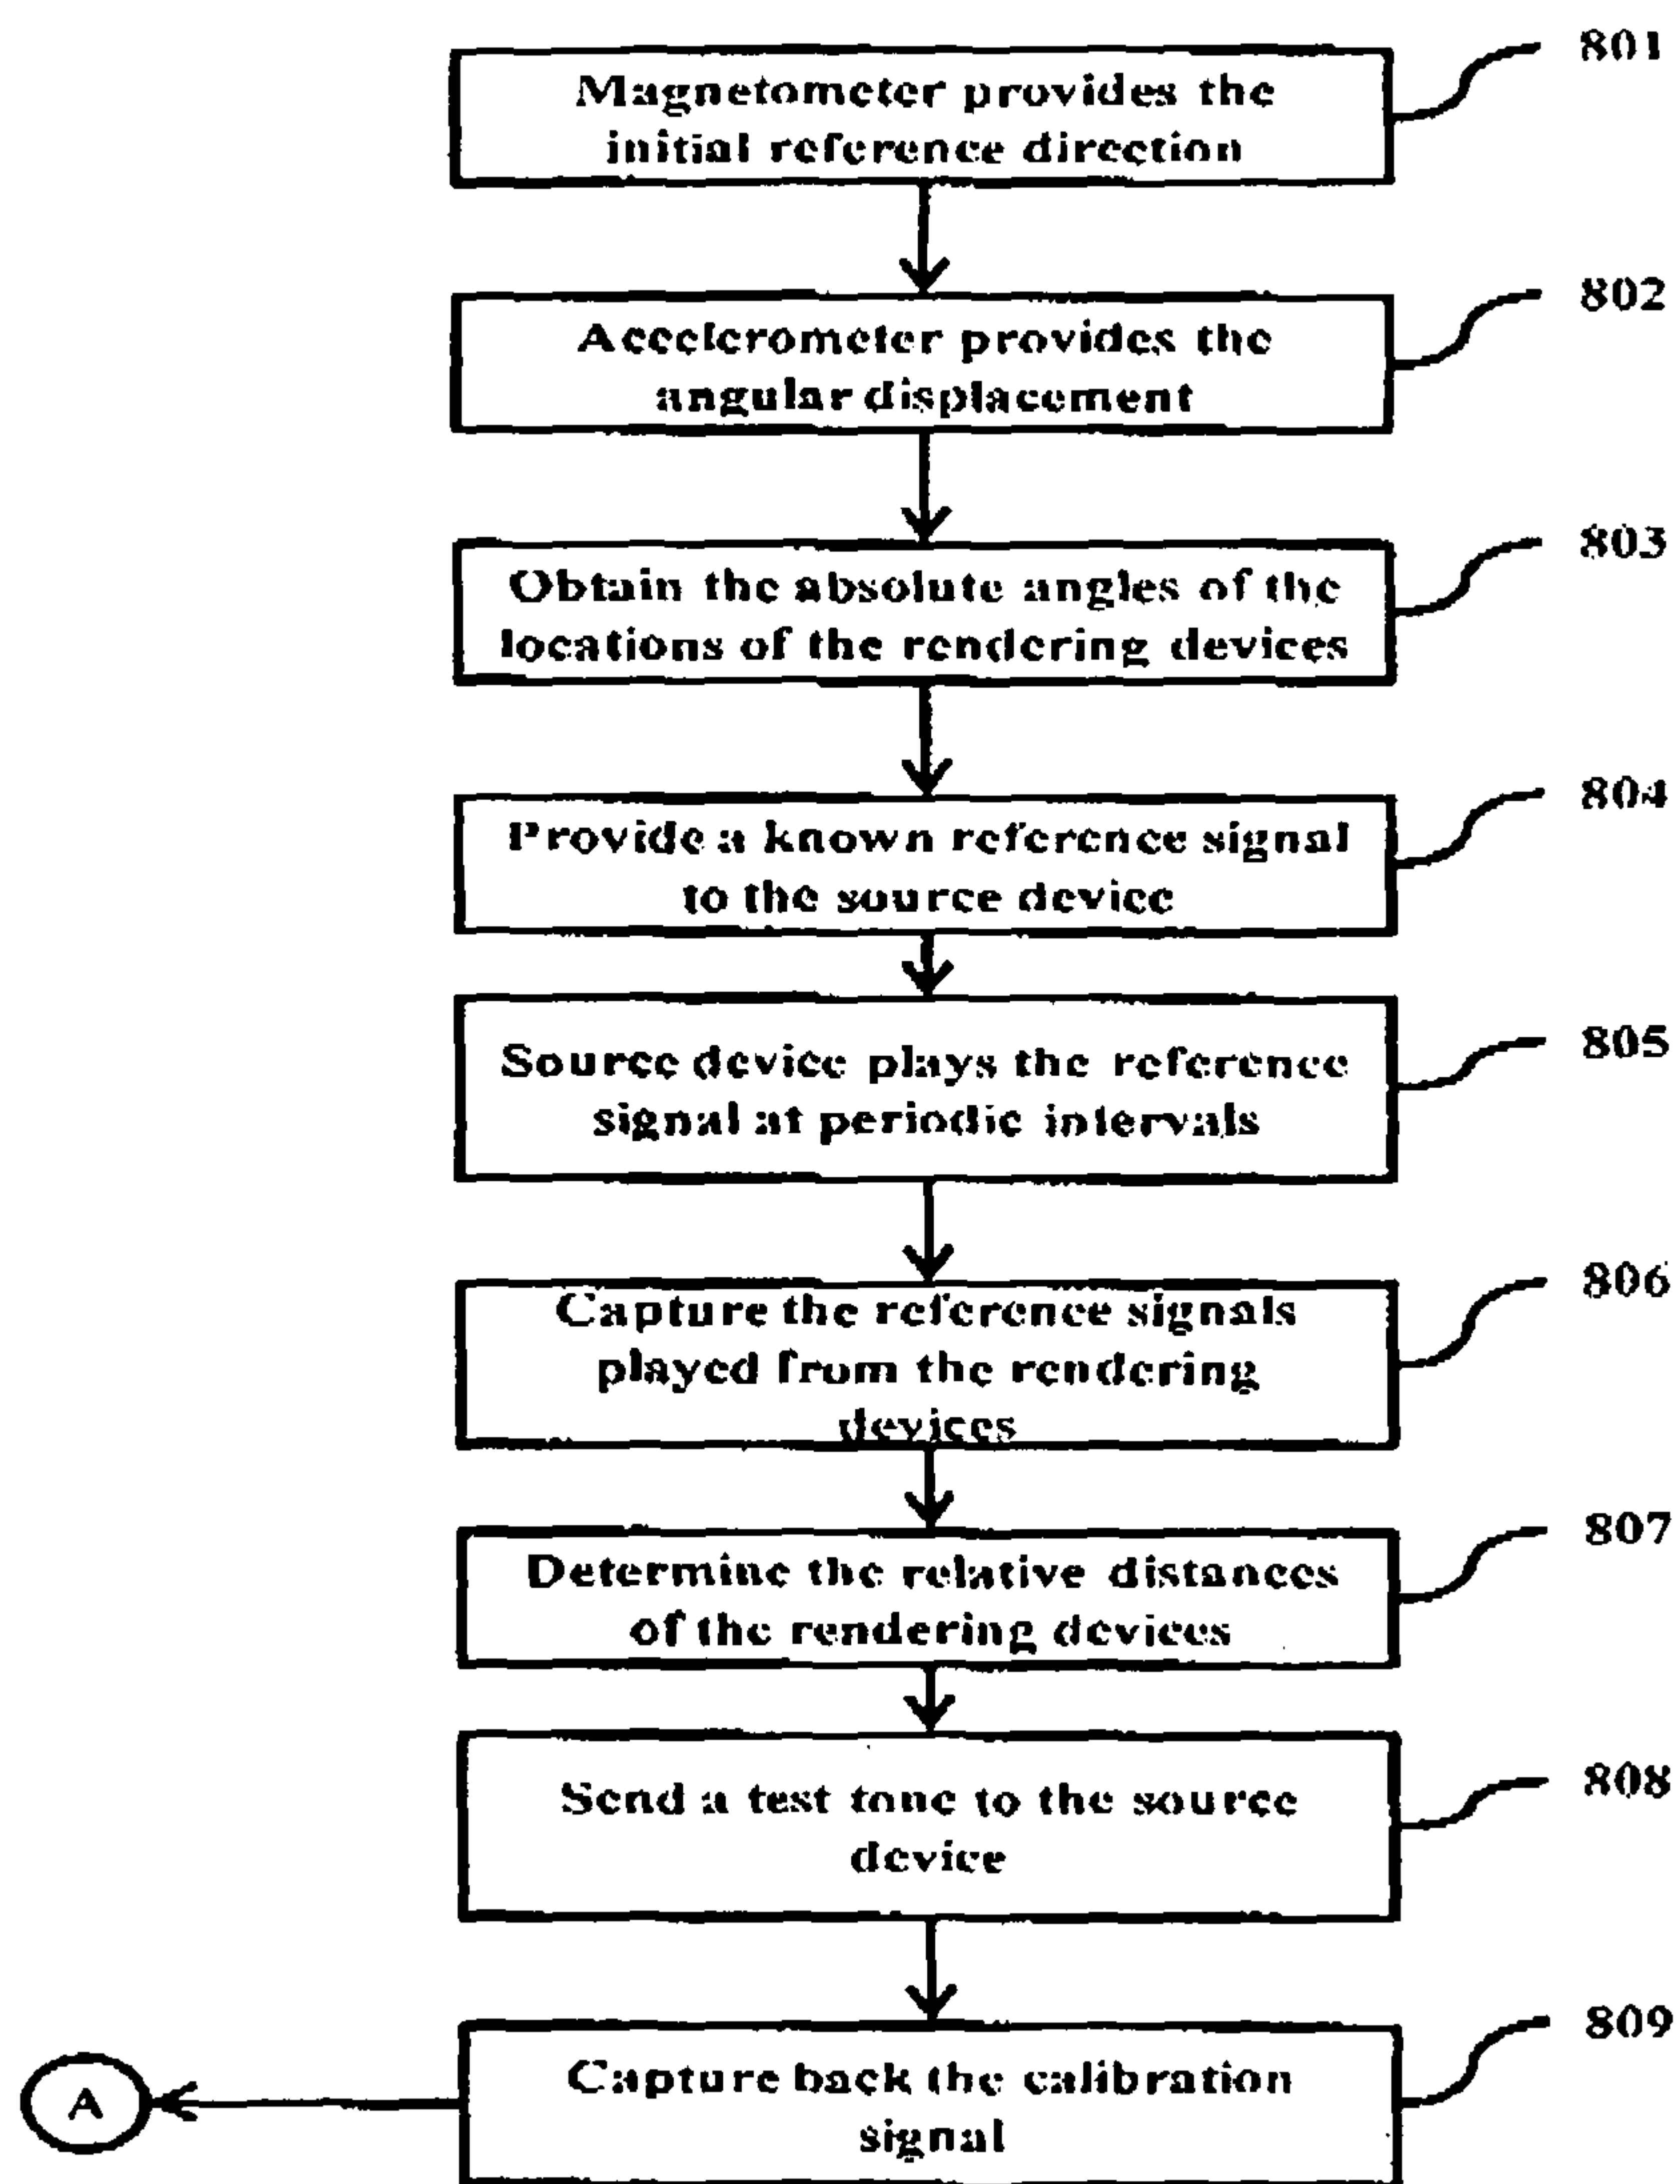 801
Magnetometer provides the
initial reference direction
802
Accelerometer provides the
angular displacement
803
Obtain the absolute angles of the
locations of the rendering devices
804
Provide a known reference signal
to the source device
805
Source device plays the reference
signal at periodic intervals
806
Capture the reference signals
played from the rendering
devices
807
Determine the relative distances
of the rendering devices
808
Send a test tone to the source
device
809
Capture back the calibration
signal
A